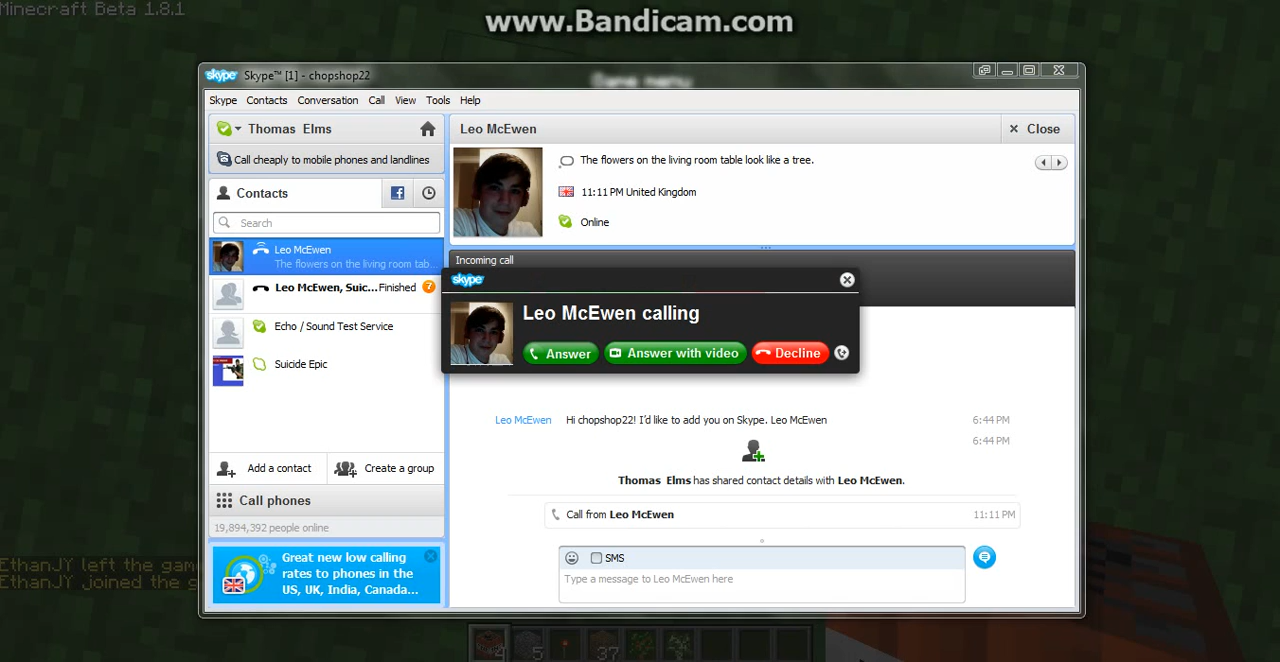 Minecraft Beta 1.8.1
www.Bandicam.com
Game menu
skype Skype™ [1] - chopshop22
Skype Contacts Conversation Call View Tools Help
Thomas Elms
Call cheaply to mobile phones and landlines
Contacts
Search
Leo McEwen
The flowers on the living room tab...
Leo McEwen, Suic... Finished 7
Echo / Sound Test Service
Suicide Epic
Add a contact Create a group
Call phones
19,894,392 people online
Great new low calling
rates to phones in the
US, UK, India, Canada...
Leo McEwen Close
The flowers on the living room table look like a tree.
11:11 PM United Kingdom
Online
Incoming call
skype
Leo McEwen calling
Answer Answer with video Decline
Leo McEwen Hi chopshop22! I'd like to add you on Skype. Leo McEwen 6:44 PM
6:44 PM
Thomas Elms has shared contact details with Leo McEwen.
Call from Leo McEwen 11:11 PM
SMS
Type a message to Leo McEwen here
EthanJY left the gam
EthanJY joined the g
4 5 37